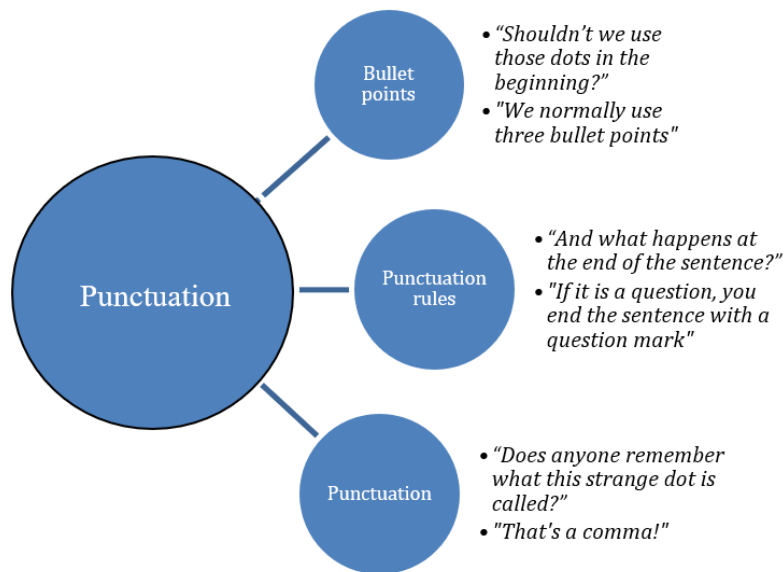 Punctuation
Bullet
points
• “Shouldn’t we use
those dots in the
beginning?”
• "We normally use
three bullet points"
Punctuation
rules
• “And what happens at
the end of the sentence?”
• "If it is a question, you
end the sentence with a
question mark"
Punctuation
• “Does anyone remember
what this strange dot is
called?”
• "That's a comma!"